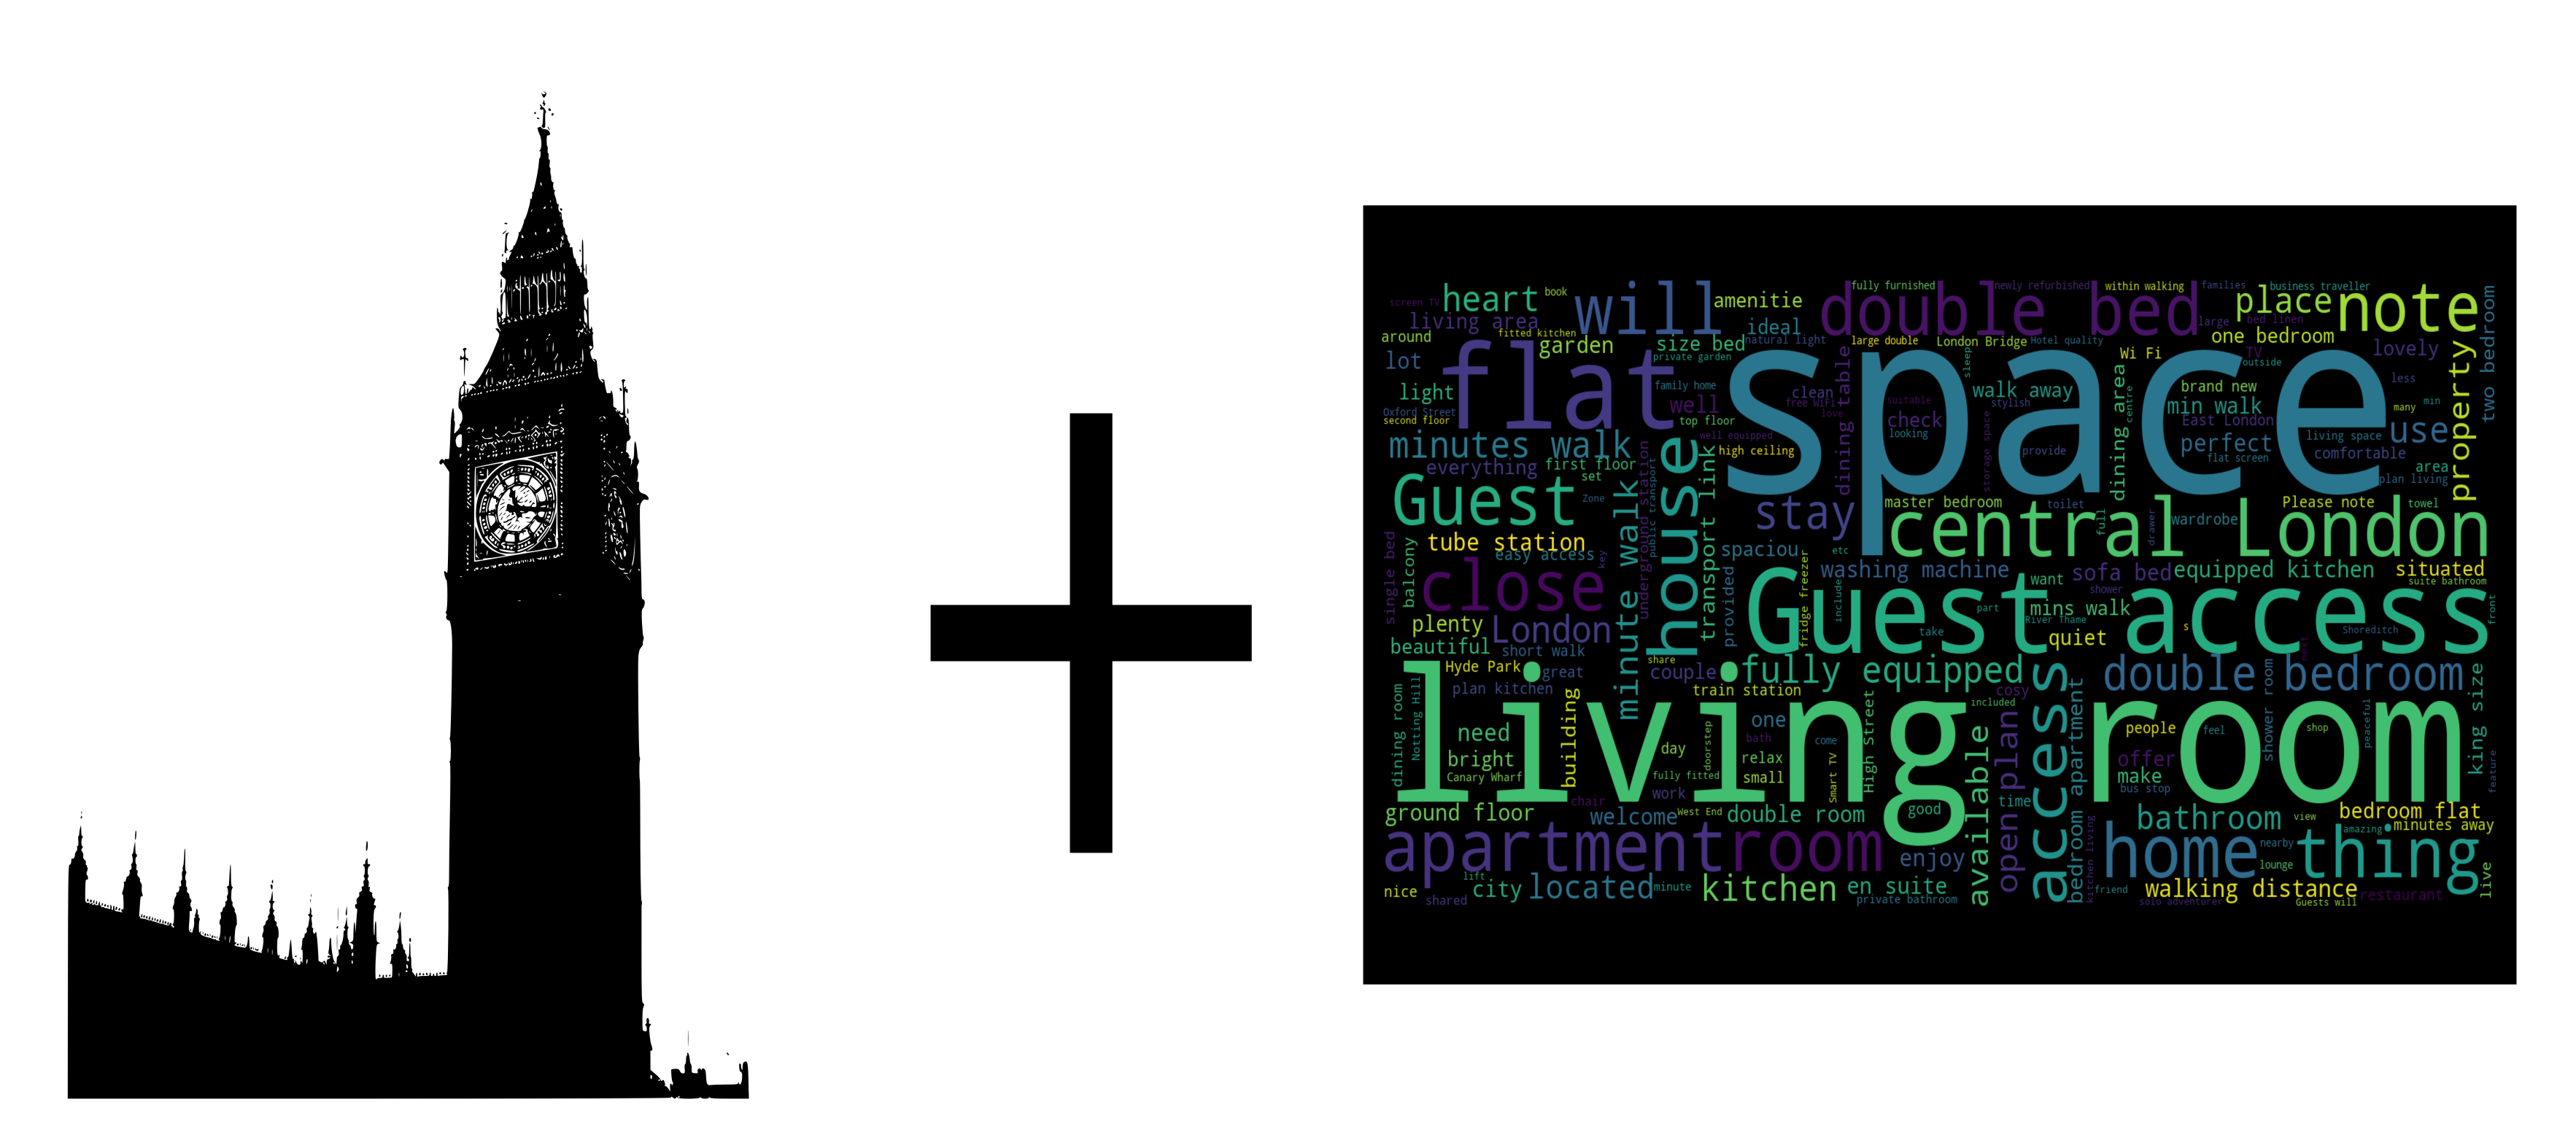 screen TV
heart
book
will
amenitie
fully furnished
newly refurbished
within walking
families
business traveller
double bed
place
note
two bedroom
living area
ideal
large
bed linen
around
fitted kitchen
garden
size bed
natural light
large double
London Bridge
Hotel quality
one bedroom
lot
private garden
flat
space
sleep
Wi Fi
TV
outside
lovely
property
light
family home
clean
dining table
walk away
dining area
centre
brand new
less
Oxford Street
second floor
well
free WiFi
love
suitable
stylish
min walk
many
min
top floor
check
looking
East London
perfect
living space
use
minutes walk
well equipped
high ceiling
storage space
provide
flat screen
comfortable
everything
first floor
house
transport link
area
plan living
Guest
set
Zone
minute walk
underground station
public transport
stay
master bedroom
toilet
Please note
towel
central London
full
drawer
wardrobe
tube station
easy access
key
spaciou
etc
single bed
balcony
close
provided
fridge freezer
washing machine
want
sofa bed
equipped kitchen
situated
suite bathroom
Guest access
include
shower
part
mins walk
River Thame
s
Shoreditch
front
plenty
London
take
quiet
beautiful
short walk
share
fully equipped
next
Hyde Park
great
couple
double bedroom
plan kitchen
train station
cosy
access
shower room
king size
dining room
Notting Hill
living room
included
need
building
one
people
feel
shop
peaceful
bright
day
doorstep
bath
come
High Street
available
open plan
bedroom apartment
relax
offer
Canary Wharf
fully fitted
small
Smart TV
make
bus stop
feature
chair
work
time
ground floor
welcome
West End
double room
good
bathroom
bedroom flat
view
amazing
minutes away
apartment
room
enjoy
kitchen living
home
nearby
thing
lounge
live
nice
lift
shared
city
located
minute
kitchen
en suite
private bathroom
friend
walking distance
solo adventurer
Guests will
restaurant